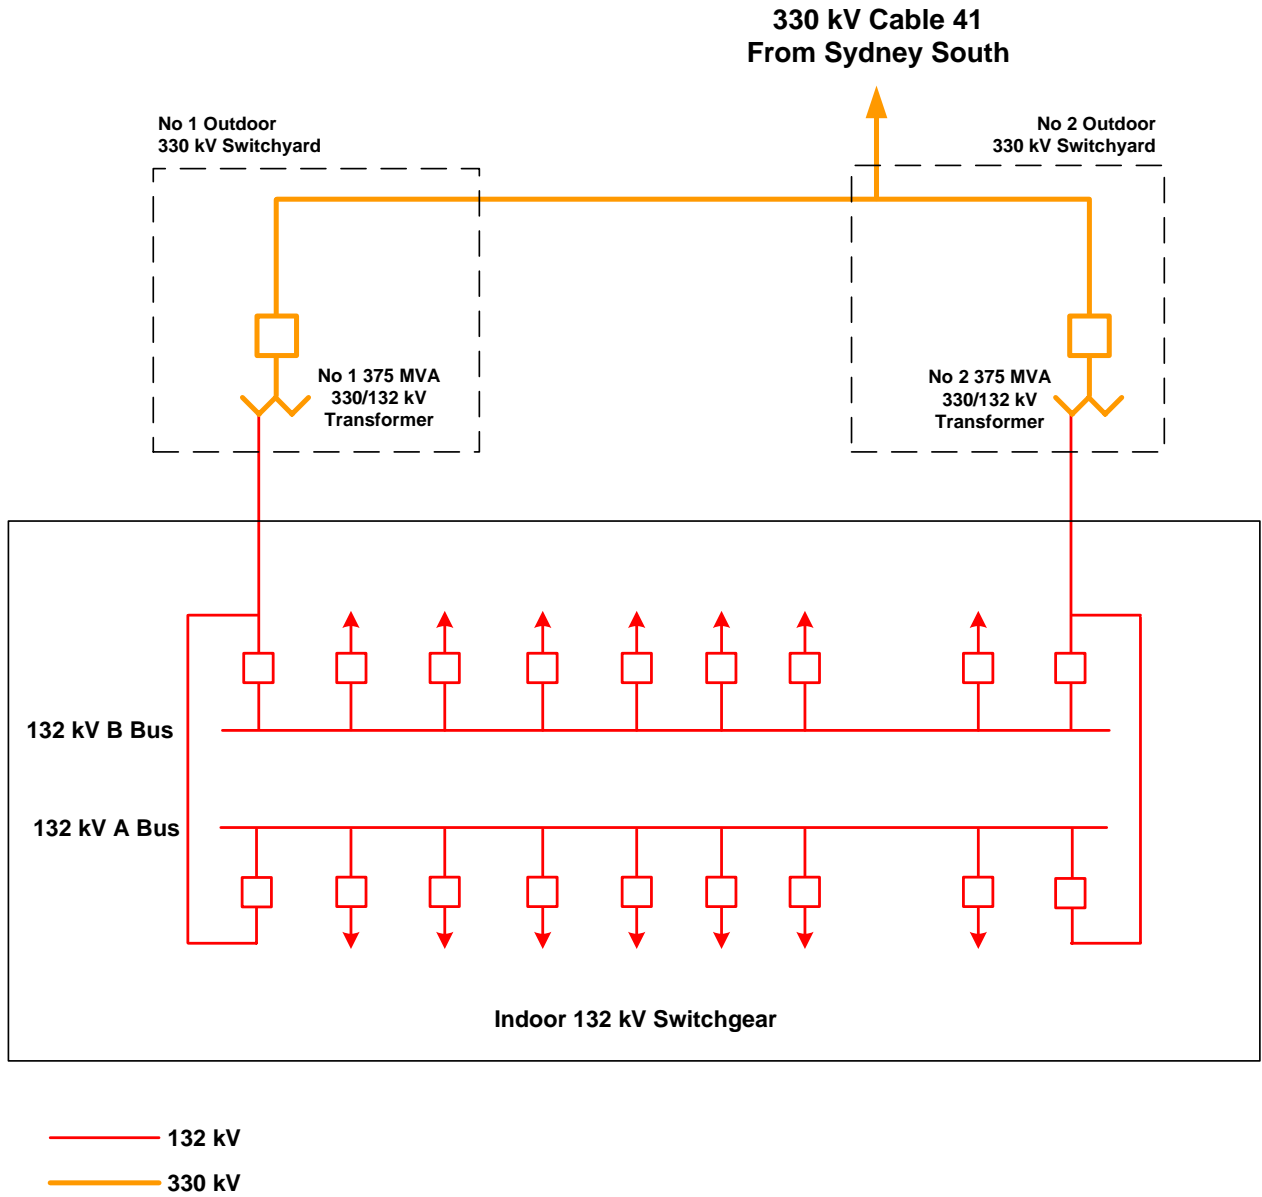 330 kV Cable 41
From Sydney South
No 1 Outdoor
330 kV Switchyard
No 2 Outdoor
330 kV Switchyard
No 1 375 MVA
330/132 kV
Transformer
No 2 375 MVA
330/132 kV
Transformer
132 kV B Bus
132 kV A Bus
Indoor 132 kV Switchgear
132 kV
330 kV